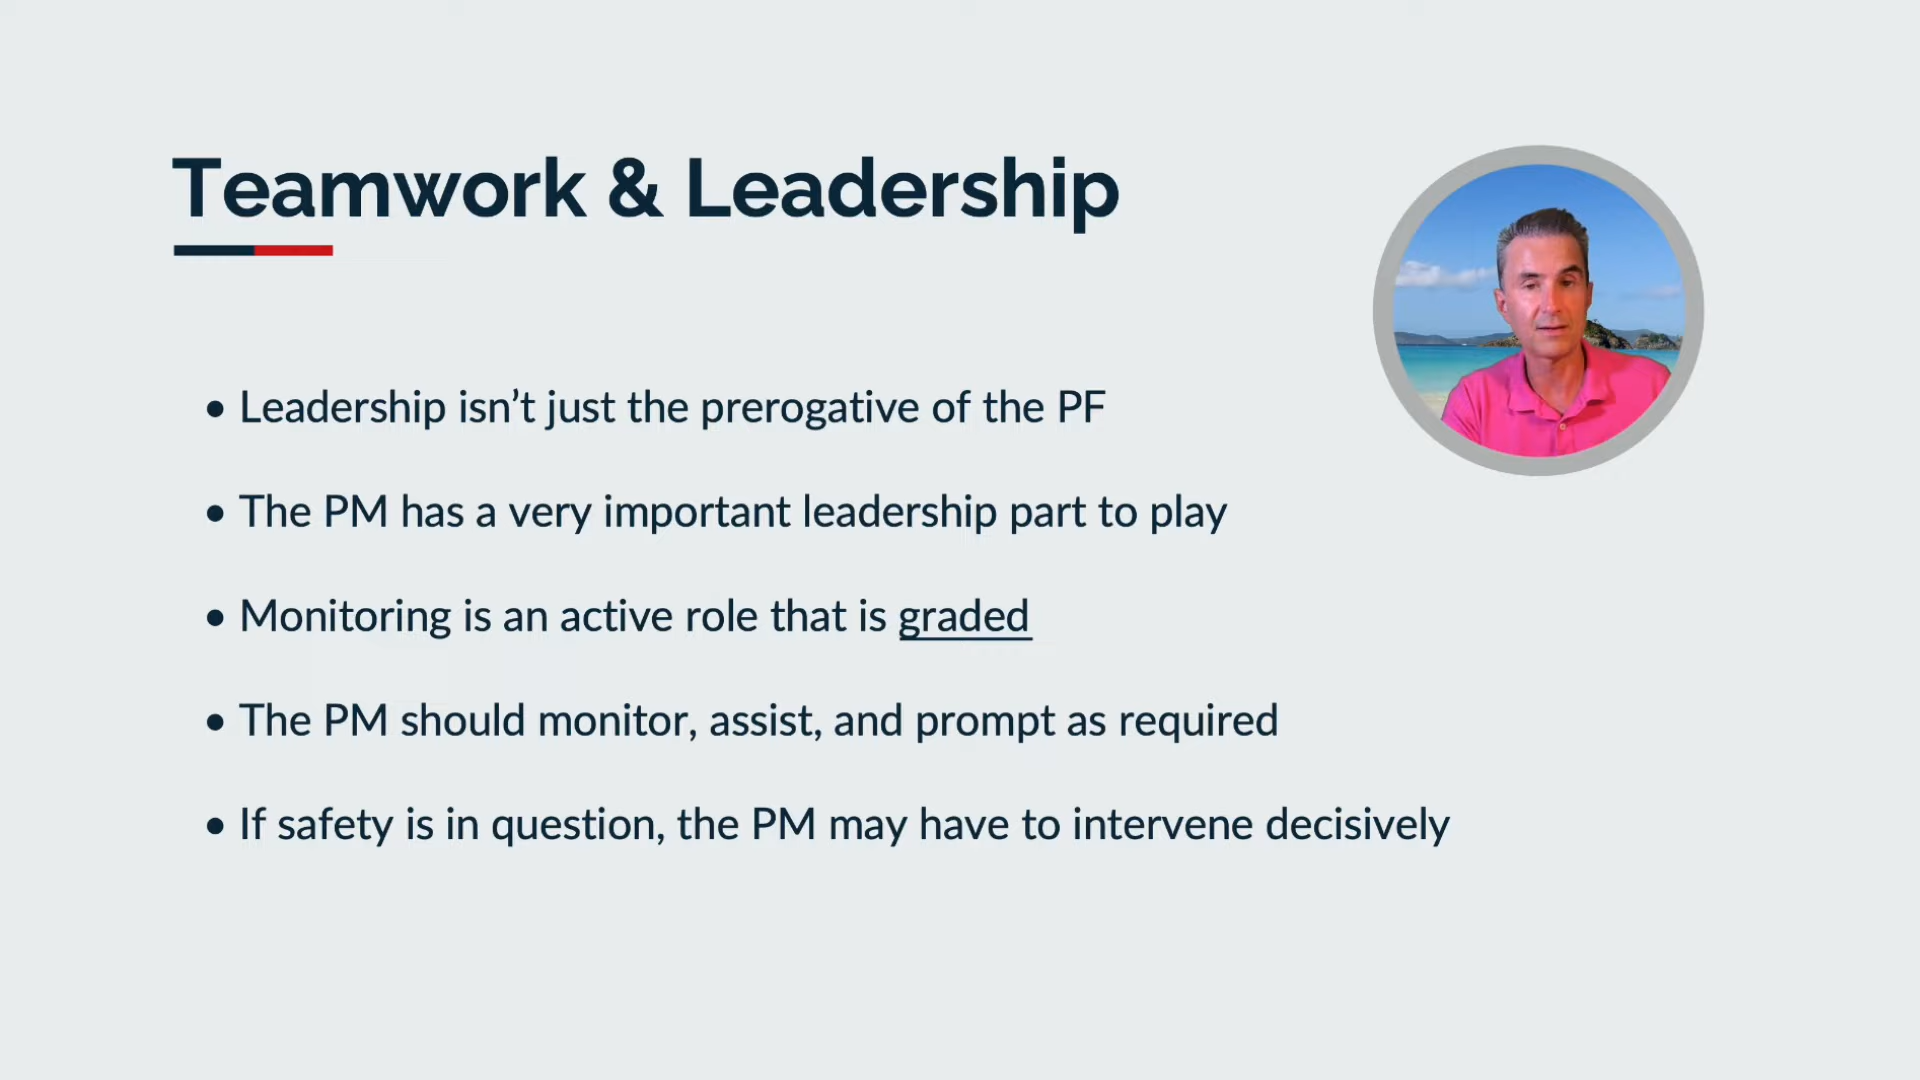 Teamwork & Leadership
• Leadership isn’t just the prerogative of the PF
• The PM has a very important leadership part to play
• Monitoring is an active role that is graded
• The PM should monitor, assist, and prompt as required
• If safety is in question, the PM may have to intervene decisively